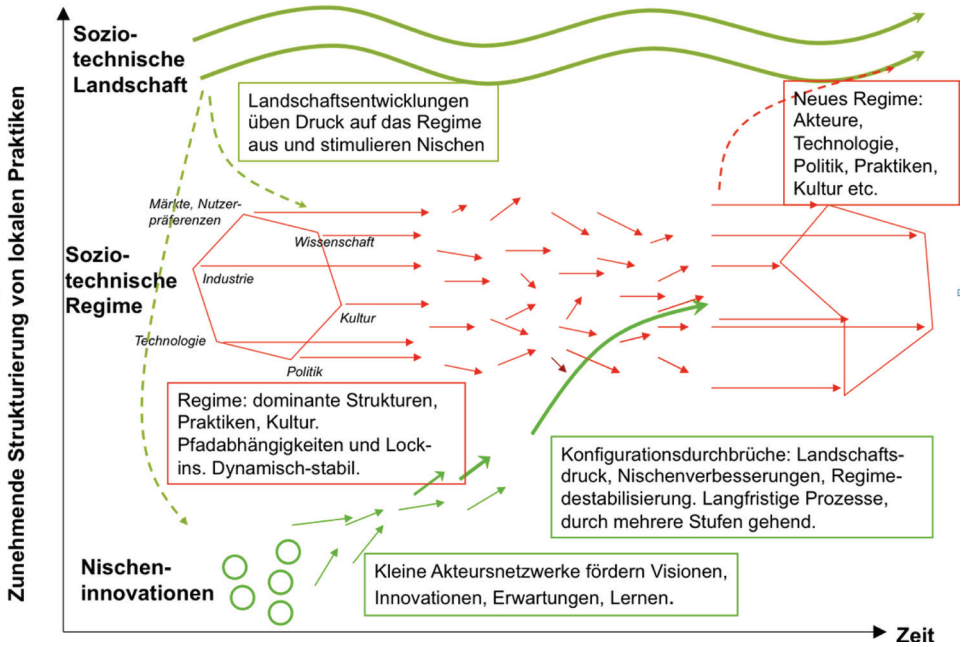 Zunehmende Strukturierung von lokalen Praktiken
Sozio-
technische
Landschaft
Landschaftsentwicklungen
üben Druck auf das Regime
aus und stimulieren Nischen
Neues Regime:
Akteure,
Technologie,
Politik, Praktiken,
Kultur etc.
Sozio-
technische
Regime
Märkte, Nutzer-
präferenzen
Wissenschaft
Industrie
Kultur
Technologie
Politik
Regime: dominante Strukturen,
Praktiken, Kultur.
Pfadabhängigkeiten und Lock-
ins. Dynamisch-stabil.
Konfigurationsdurchbrüche: Landschafts-
druck, Nischenverbesserungen, Regime-
destabilisierung. Langfristige Prozesse,
durch mehrere Stufen gehend.
Nischen-
innovationen
Kleine Akteursnetzwerke fördern Visionen,
Innovationen, Erwartungen, Lernen.
Zeit